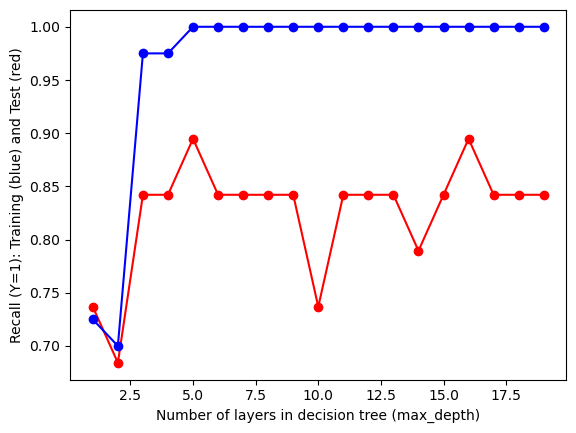 1.00
0.95
0.90
0.85
0.80
0.75
0.70
Recall (Y=1): Training (blue) and Test (red)
2.5 5.0 7.5 10.0 12.5 15.0 17.5
Number of layers in decision tree (max_depth)